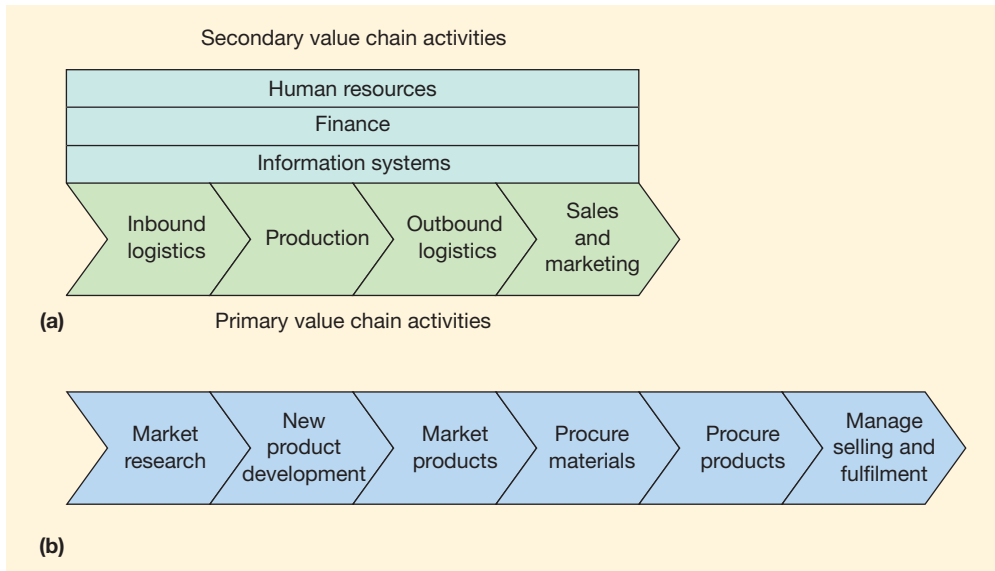 Secondary value chain activities
Human resources
Finance
Information systems
Inbound
logistics
Production
Outbound
logistics
Sales
and
marketing
(a)
Primary value chain activities
Market
research
New
product
development
Market
products
Procure
materials
Procure
products
Manage
selling and
fulfilment
(b)